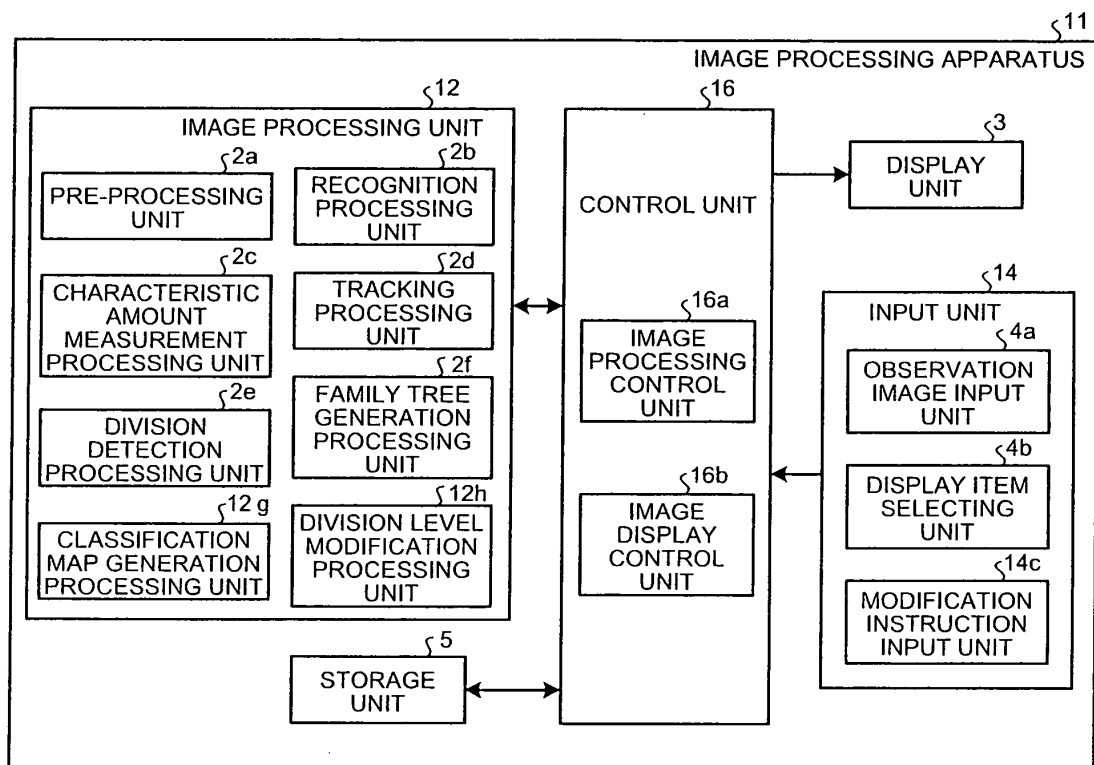 11
IMAGE PROCESSING APPARATUS
12
IMAGE PROCESSING UNIT
2a
PRE-PROCESSING
UNIT
2b
RECOGNITION
PROCESSING
UNIT
2c
CHARACTERISTIC
AMOUNT
MEASUREMENT
PROCESSING UNIT
2d
TRACKING
PROCESSING
UNIT
2e
DIVISION
DETECTION
PROCESSING UNIT
2f
FAMILY TREE
GENERATION
PROCESSING
UNIT
12g
CLASSIFICATION
MAP GENERATION
PROCESSING UNIT
12h
DIVISION LEVEL
MODIFICATION
PROCESSING
UNIT
5
STORAGE
UNIT
16
CONTROL UNIT
16a
IMAGE
PROCESSING
CONTROL
UNIT
16b
IMAGE
DISPLAY
CONTROL
UNIT
3
DISPLAY
UNIT
14
INPUT UNIT
4a
OBSERVATION
IMAGE INPUT
UNIT
4b
DISPLAY ITEM
SELECTING
UNIT
14c
MODIFICATION
INSTRUCTION
INPUT UNIT